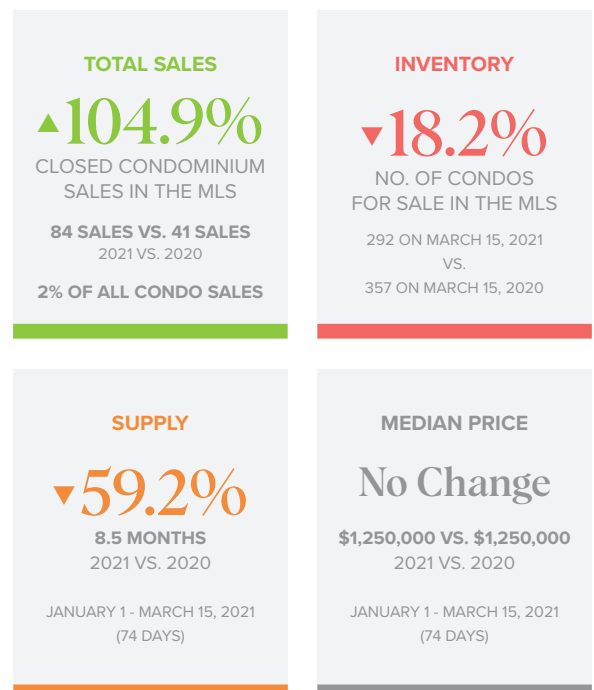 TOTAL SALES
▲104.9%
CLOSED CONDOMINIUM
SALES IN THE MLS
84 SALES VS. 41 SALES
2021 VS. 2020
2% OF ALL CONDO SALES
INVENTORY
▼18.2%
NO. OF CONDOS
FOR SALE IN THE MLS
292 ON MARCH 15, 2021
VS.
357 ON MARCH 15, 2020
SUPPLY
▼59.2%
8.5 MONTHS
2021 VS. 2020
JANUARY 1 - MARCH 15, 2021
(74 DAYS)
MEDIAN PRICE
No Change
$1,250,000 VS. $1,250,000
2021 VS. 2020
JANUARY 1 - MARCH 15, 2021
(74 DAYS)